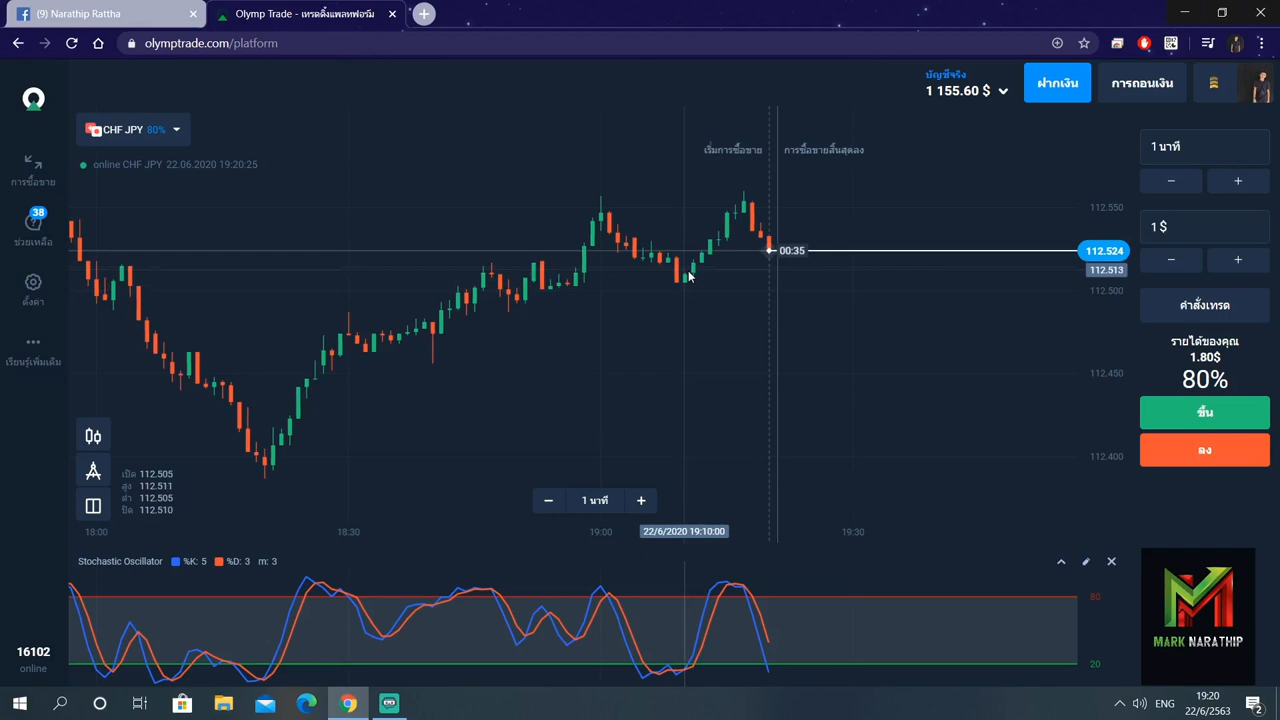 (9) Narathip Rattha
Olymp Trade - เทรดดิ้งแพลทฟอร์ม
olymptrade.com/platform
บัญชีจริง
1 155.60 $
ฝากเงิน
การถอนเงิน
CHF JPY 80%
online CHF JPY 22.06.2020 19:20:25
เริ่มการซื้อขาย
การซื้อขายสิ้นสุดลง
การซื้อขาย
38
ช่วยเหลือ
ตั้งค่า
เรียนรู้เพิ่มเติม
112.550
00:35
112.524
112.513
112.500
112.450
112.400
1 นาที
1 $
คำสั่งเทรด
รายได้ของคุณ
1.80$
80%
ขึ้น
ลง
เปิด 112.505
สูง 112.511
ต่ำ 112.505
ปิด 112.510
1 นาที
18:00
18:30
19:00
22/6/2020 19:10:00
19:30
Stochastic Oscillator %K: 5 %D: 3 m: 3
80
20
MARK NARATHIP
16102
online
ENG
19:20
22/6/2563
2